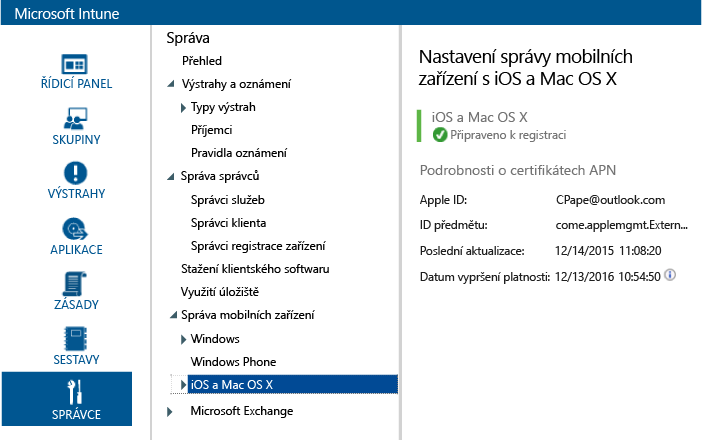 Microsoft Intune
ŘÍDICÍ PANEL
SKUPINY
VÝSTRAHY
APLIKACE
ZÁSADY
SESTAVY
SPRÁVCE
Správa
Přehled
Výstrahy a oznámení
Typy výstrah
Příjemci
Pravidla oznámení
Správa správců
Správci služeb
Správci klienta
Správci registrace zařízení
Stažení klientského softwaru
Využití úložiště
Správa mobilních zařízení
Windows
Windows Phone
iOS a Mac OS X
Microsoft Exchange
Nastavení správy mobilních
zařízení s iOS a Mac OS X
iOS a Mac OS X
Připraveno k registraci
Podrobnosti o certifikátech APN
Apple ID: CPape@outlook.com
ID předmětu: come.applemgmt.Extern...
Poslední aktualizace: 12/14/2015 11:08:20
Datum vypršení platnosti: 12/13/2016 10:54:50